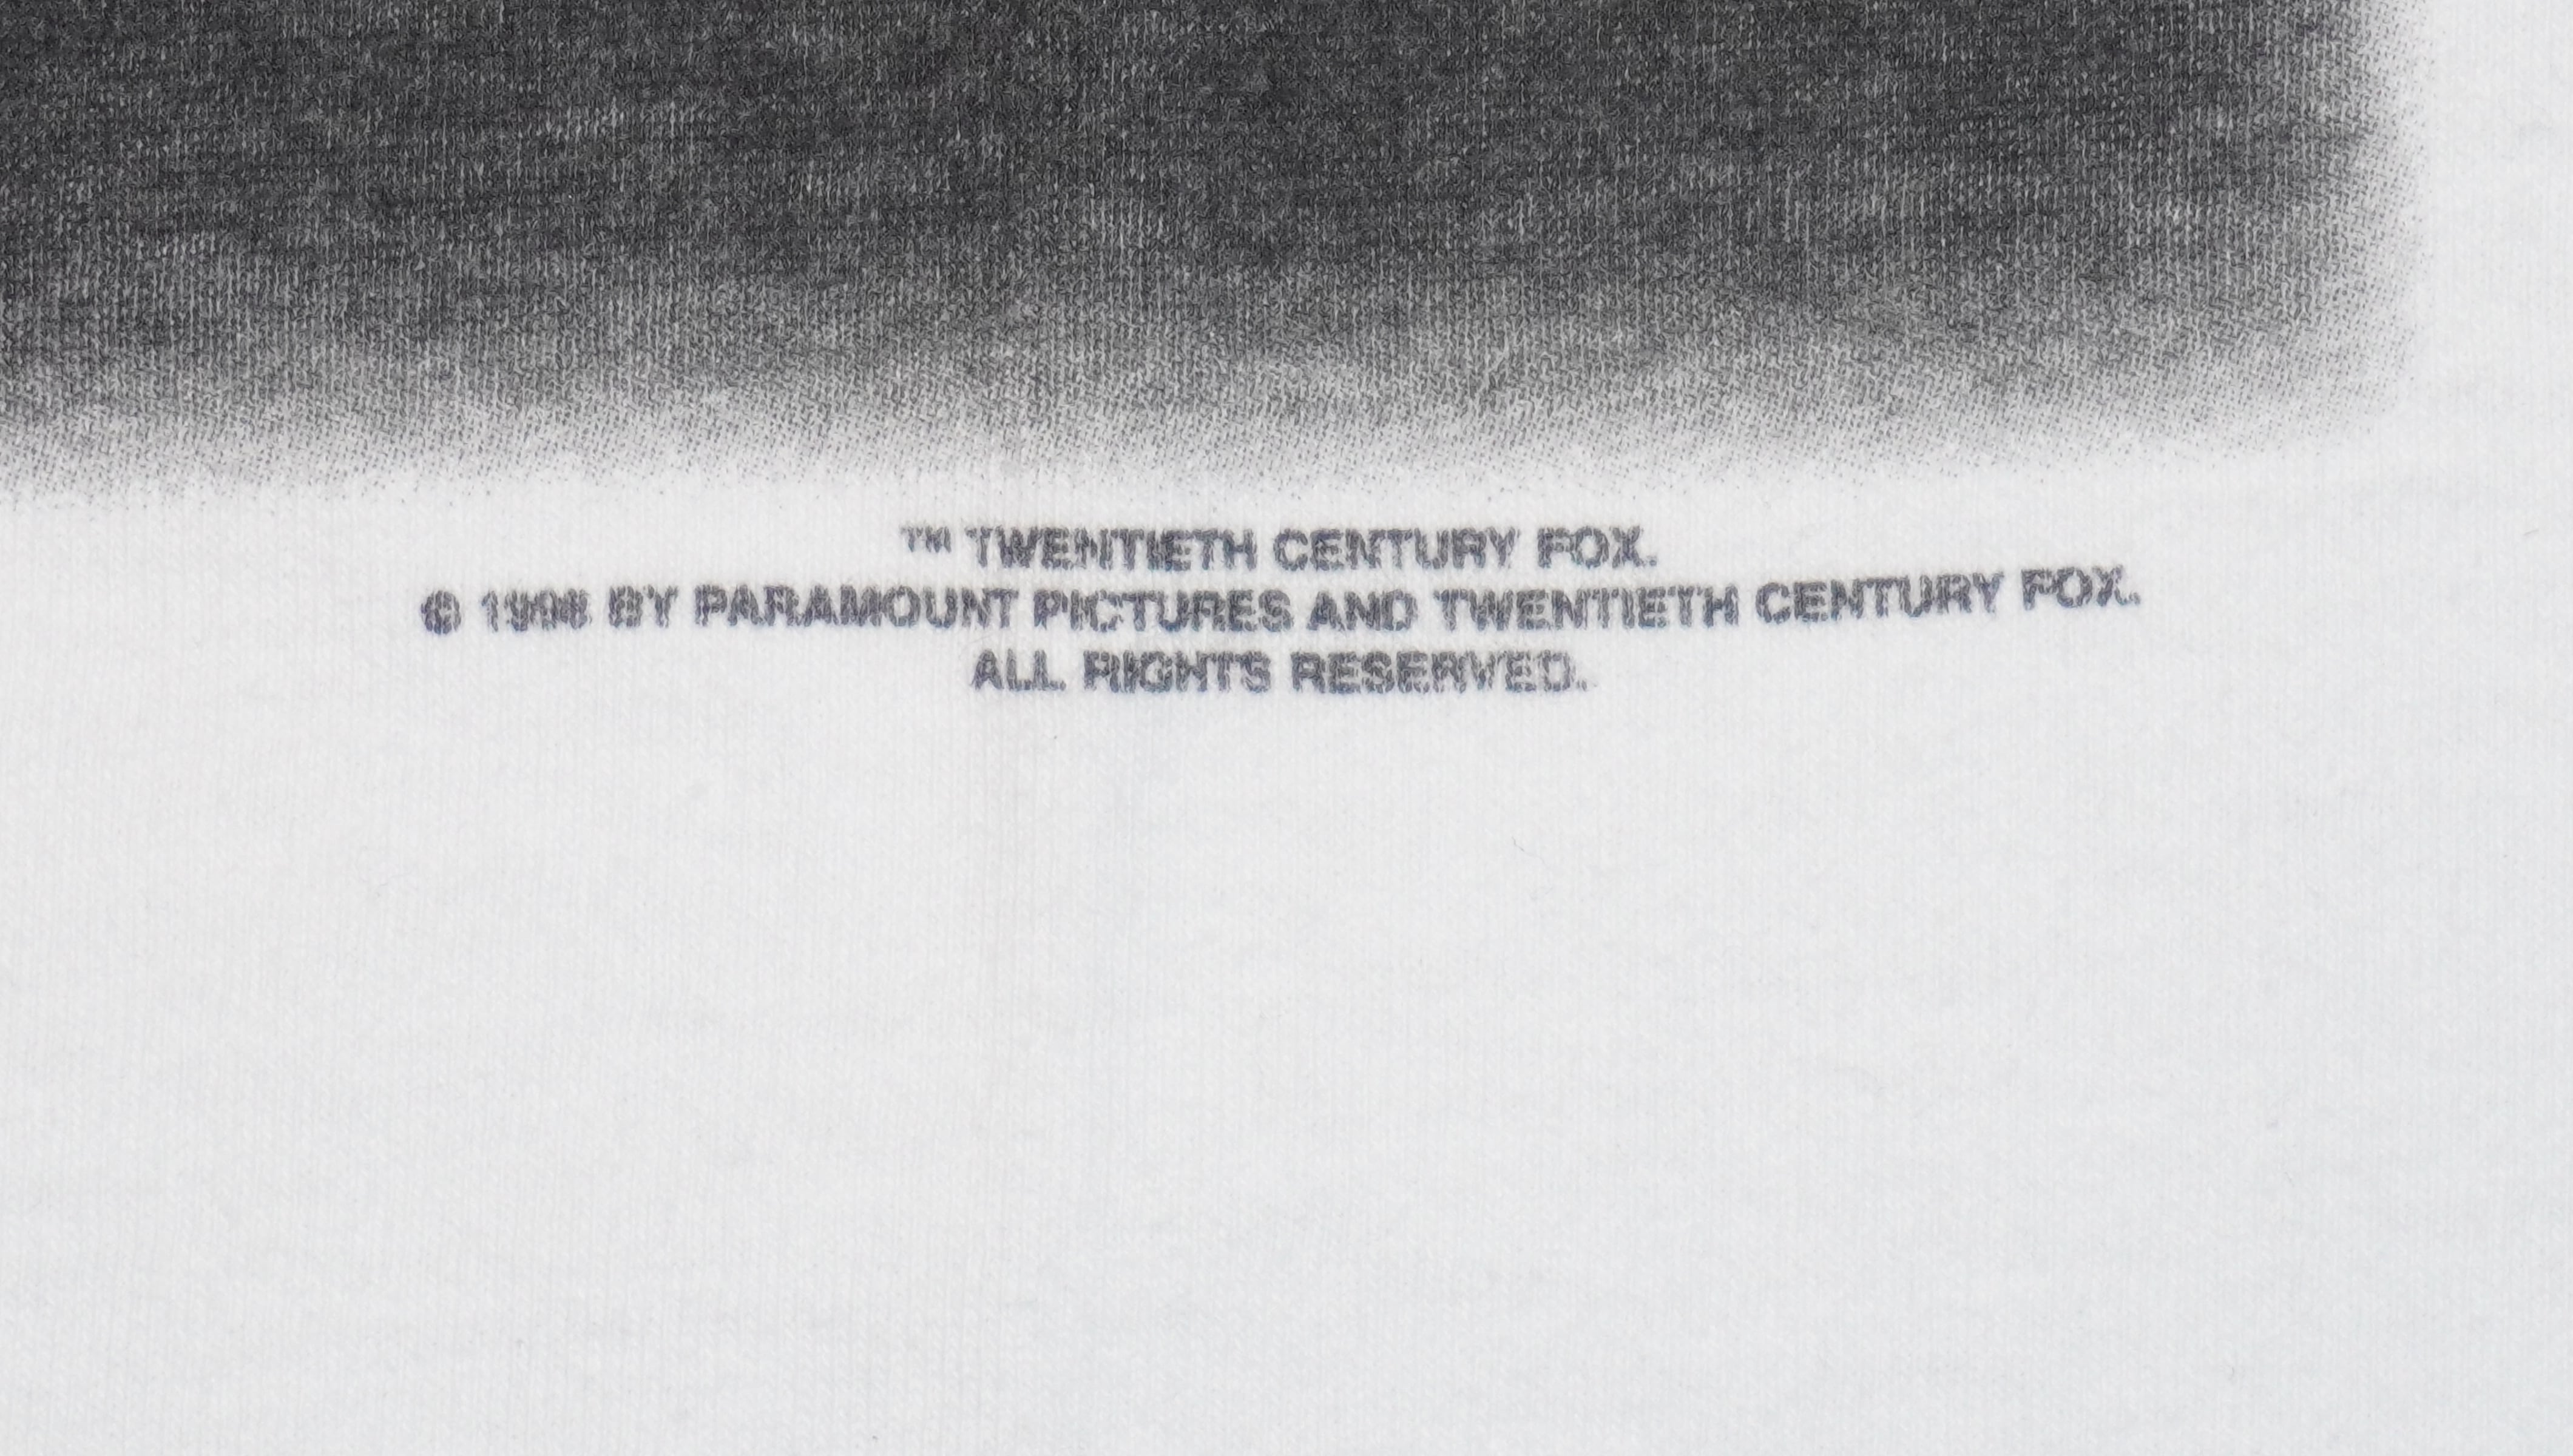 ™ TWENTIETH CENTURY FOX.
© 1998 BY PARAMOUNT PICTURES AND TWENTIETH CENTURY FOX.
ALL RIGHTS RESERVED.